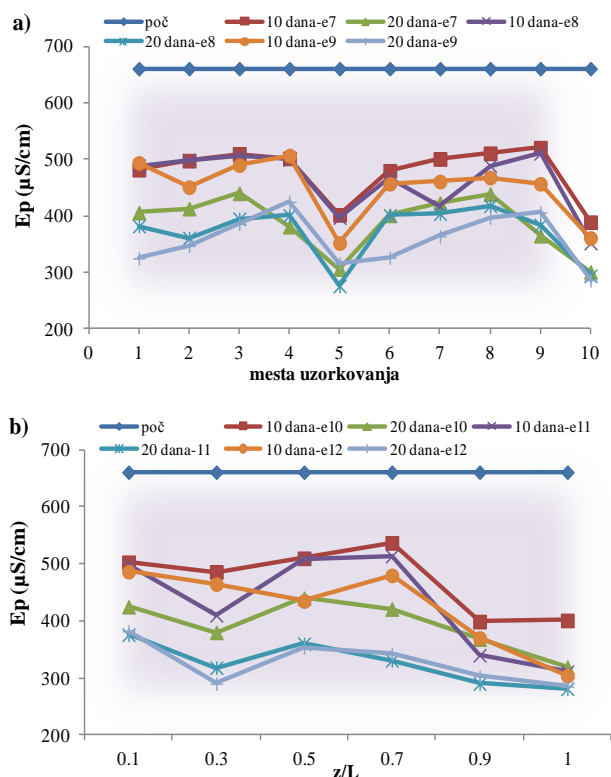 a)
poč 10 dana-e7 20 dana-e7 10 dana-e8
20 dana-e8 10 dana-e9 20 dana-e9
700
600
500
400
300
200
Ep (µS/cm)
0 1 2 3 4 5 6 7 8 9 10
mesta uzorkovanja
b)
poč 10 dana-e10 20 dana-e10 10 dana-e11
20 dana-11 10 dana-e12 20 dana-e12
700
600
500
400
300
200
Ep (µS/cm)
0.1 0.3 0.5 0.7 0.9 1
z/L